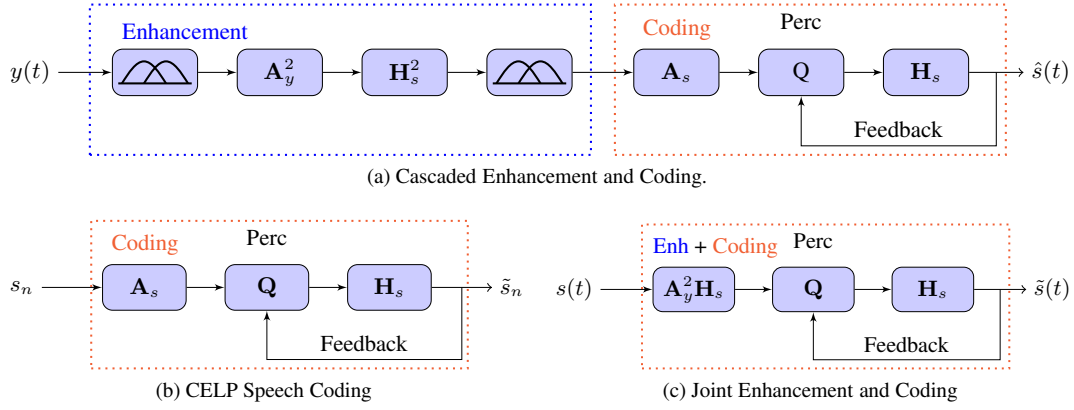 Enhancement
Coding
Perc
y(t)
A_y^2
H_s^2
A_s
Q
H_s
ŝ(t)
Feedback
(a) Cascaded Enhancement and Coding.
Coding
Perc
s_n
A_s
Q
H_s
s̃_n
Feedback
(b) CELP Speech Coding
Enh + Coding
Perc
s(t)
A_y^2 H_s
Q
H_s
s̃(t)
Feedback
(c) Joint Enhancement and Coding